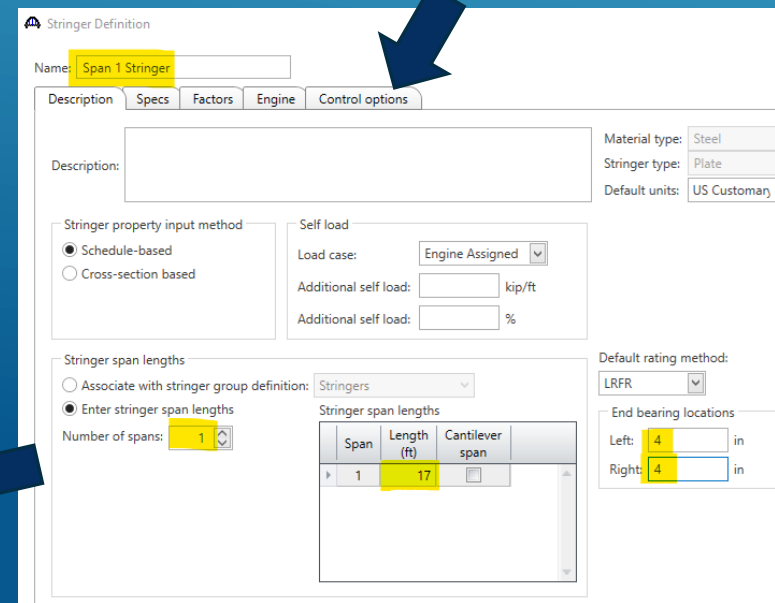 Stringer Definition
Name: Span 1 Stringer
Description Specs Factors Engine Control options
Description:
Material type: Steel
Stringer type: Plate
Default units: US Customary
Stringer property input method
Schedule-based
Cross-section based
Self load
Load case: Engine Assigned
Additional self load: kip/ft
Additional self load: %
Stringer span lengths
Associate with stringer group definition: Stringers
Enter stringer span lengths
Number of spans: 1
Stringer span lengths
Span Length (ft) Cantilever span
1 17
Default rating method:
LRFR
End bearing locations
Left: 4 in
Right: 4 in